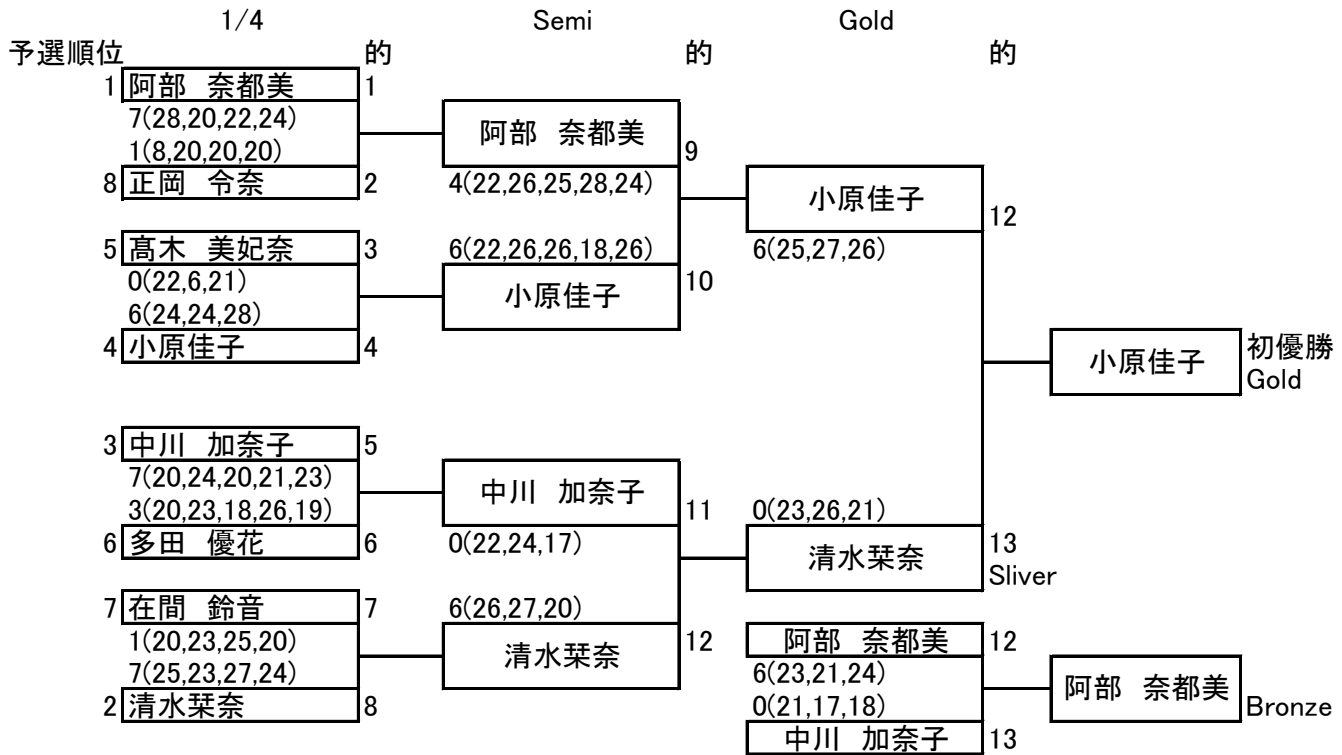 1/4 Semi Gold
予選順位 的 的 的
1 阿部 奈都美 1
7(28,20,22,24)
1(8,20,20,20)
8 正岡 令奈 2
阿部 奈都美 9
4(22,26,25,28,24)
5 髙木 美妃奈 3
0(22,6,21)
6(24,24,28)
4 小原佳子 4
6(22,26,26,18,26)
小原佳子 10
小原佳子 12
6(25,27,26)
小原佳子 初優勝
Gold
3 中川 加奈子 5
7(20,24,20,21,23)
3(20,23,18,26,19)
6 多田 優花 6
中川 加奈子 11
0(22,24,17)
7 在間 鈴音 7
1(20,23,25,20)
7(25,23,27,24)
2 清水栞奈 8
6(26,27,20)
清水栞奈 12
0(23,26,21)
清水栞奈 13
Sliver
阿部 奈都美 12
6(23,21,24)
0(21,17,18)
中川 加奈子 13
阿部 奈都美 Bronze